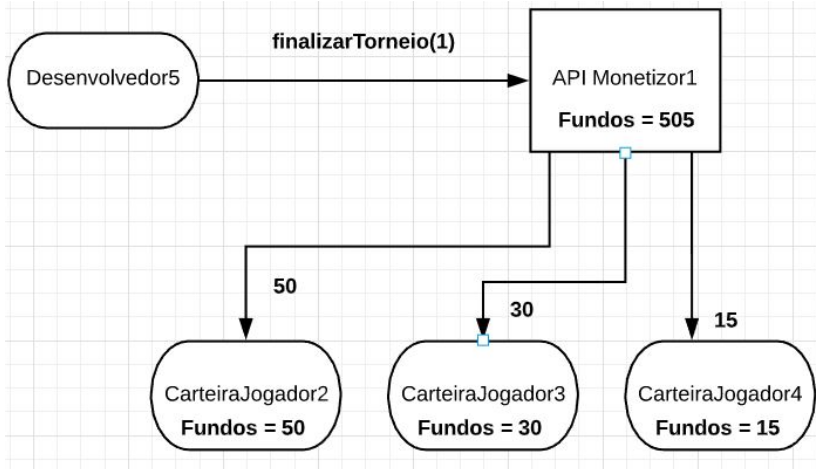 finalizarTorneio(1)
Desenvolvedor5
API Monetizor1
Fundos = 505
50
30
15
CarteiraJogador2
Fundos = 50
CarteiraJogador3
Fundos = 30
CarteiraJogador4
Fundos = 15